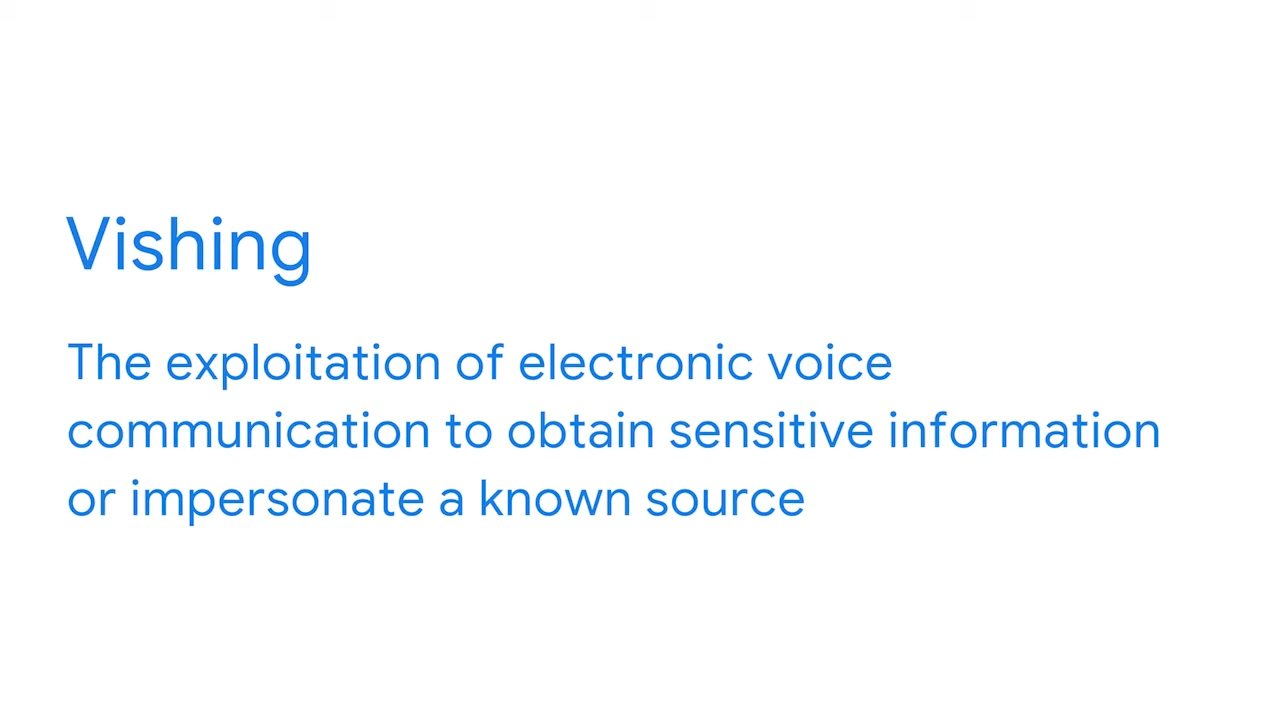 Vishing
The exploitation of electronic voice
communication to obtain sensitive information
or impersonate a known source